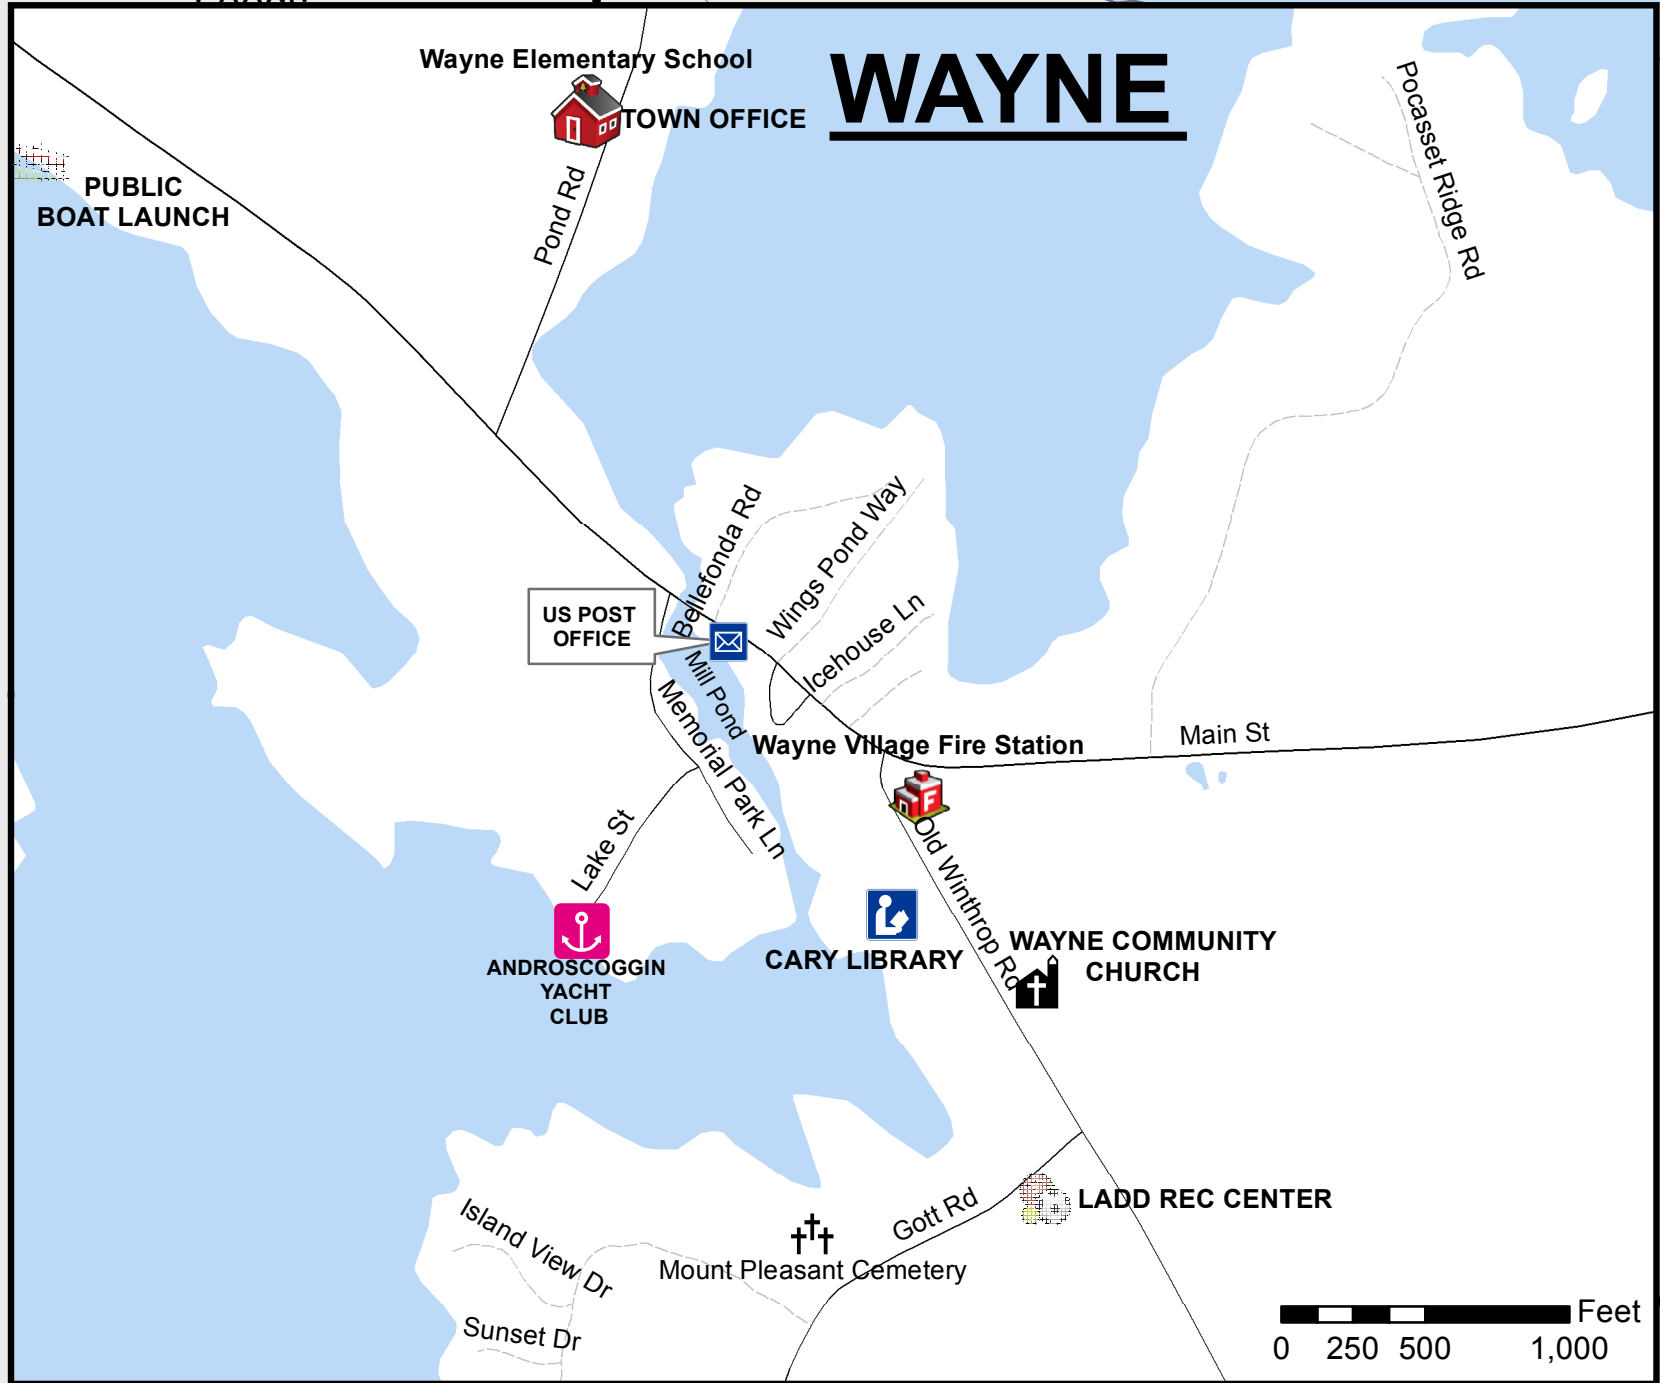 Wayne Elementary School
WAYNE
TOWN OFFICE
PUBLIC
BOAT LAUNCH
Pond Rd
Pocasset Ridge Rd
Bellefonda Rd
Wings Pond Way
Icehouse Ln
US POST
OFFICE
Mill Pond
Memorial Park Ln
Main St
Wayne Village Fire Station
F
Lake St
Old Winthrop Rd
CARY LIBRARY
WAYNE COMMUNITY
CHURCH
ANDROSCOGGIN
YACHT
CLUB
LADD REC CENTER
Gott Rd
Island View Dr
Mount Pleasant Cemetery
Sunset Dr
Feet
0 250 500 1,000